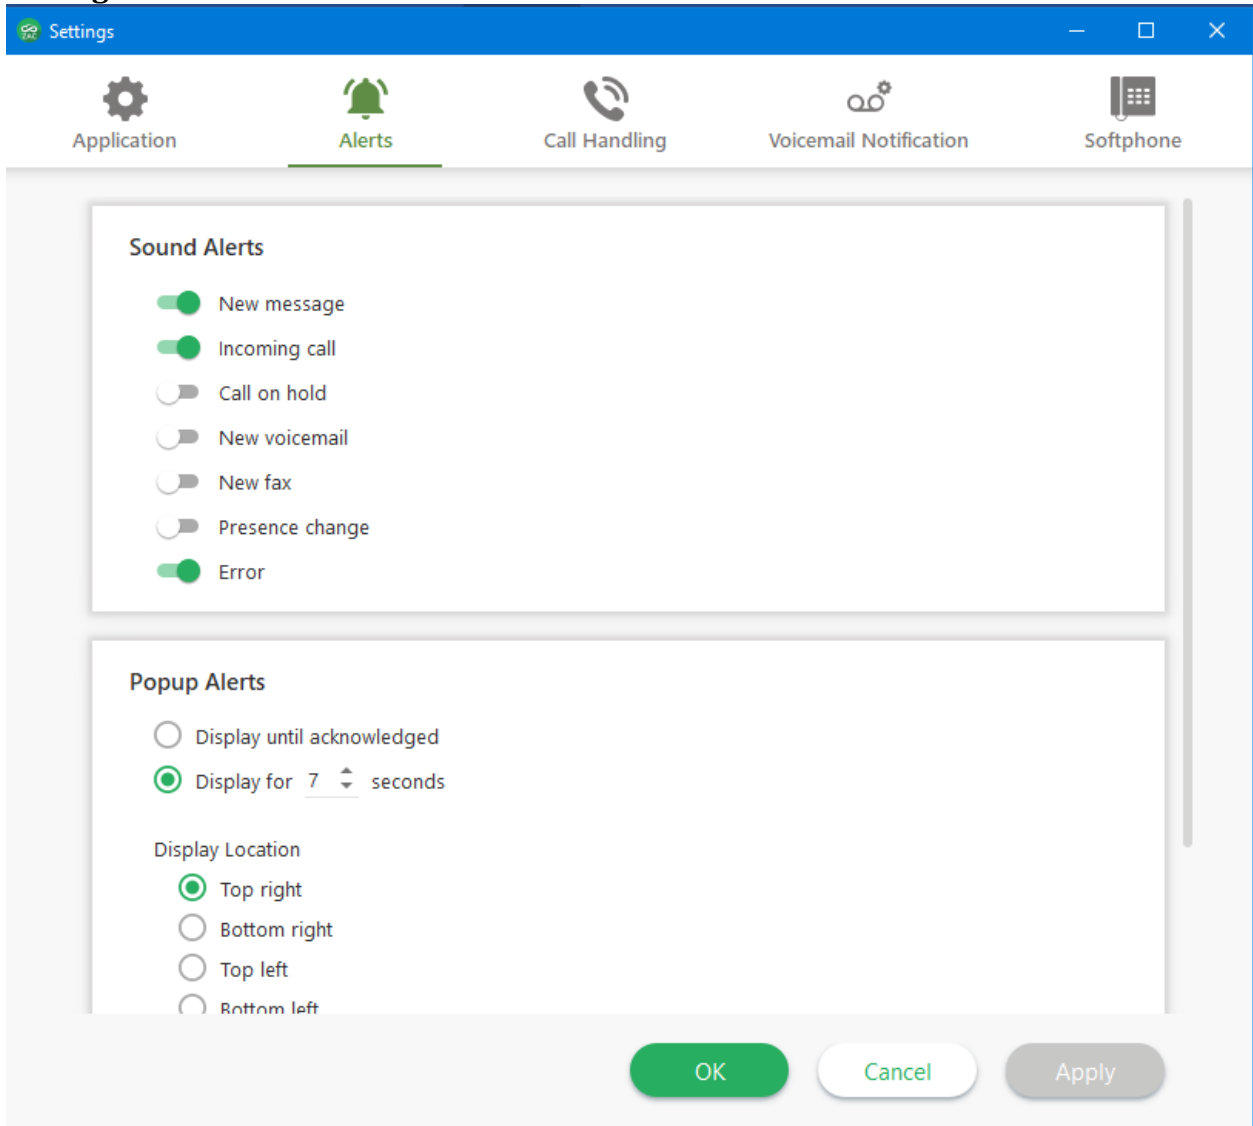 ZAC
Settings
Application
Alerts
Call Handling
Voicemail Notification
Softphone
Sound Alerts
New message
Incoming call
Call on hold
New voicemail
New fax
Presence change
Error
Popup Alerts
Display until acknowledged
Display for 7 seconds
Display Location
Top right
Bottom right
Top left
Bottom left
OK
Cancel
Apply